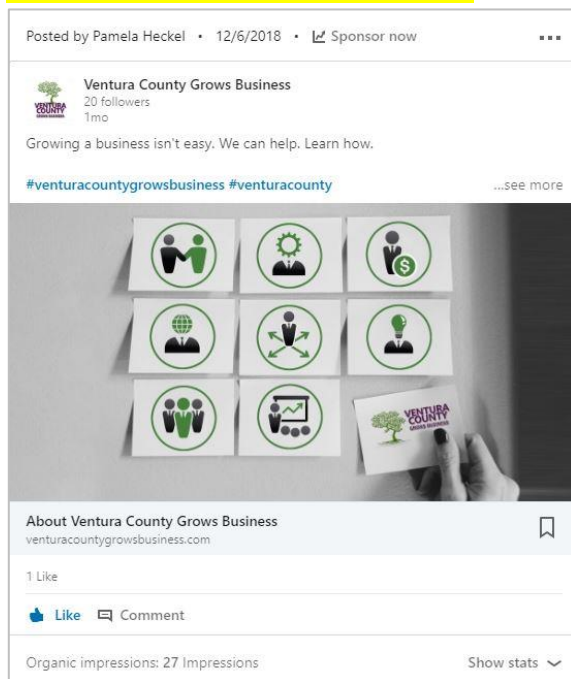 Posted by Pamela Heckel • 12/6/2018 • Sponsor now
Ventura County Grows Business
20 followers
1mo
Growing a business isn't easy. We can help. Learn how.
#venturacountygrowsbusiness #venturacounty ...see more
$
VENTURA
COUNTY
GROWS BUSINESS
About Ventura County Grows Business
venturacountygrowsbusiness.com
1 Like
Like Comment
Organic impressions: 27 Impressions Show stats